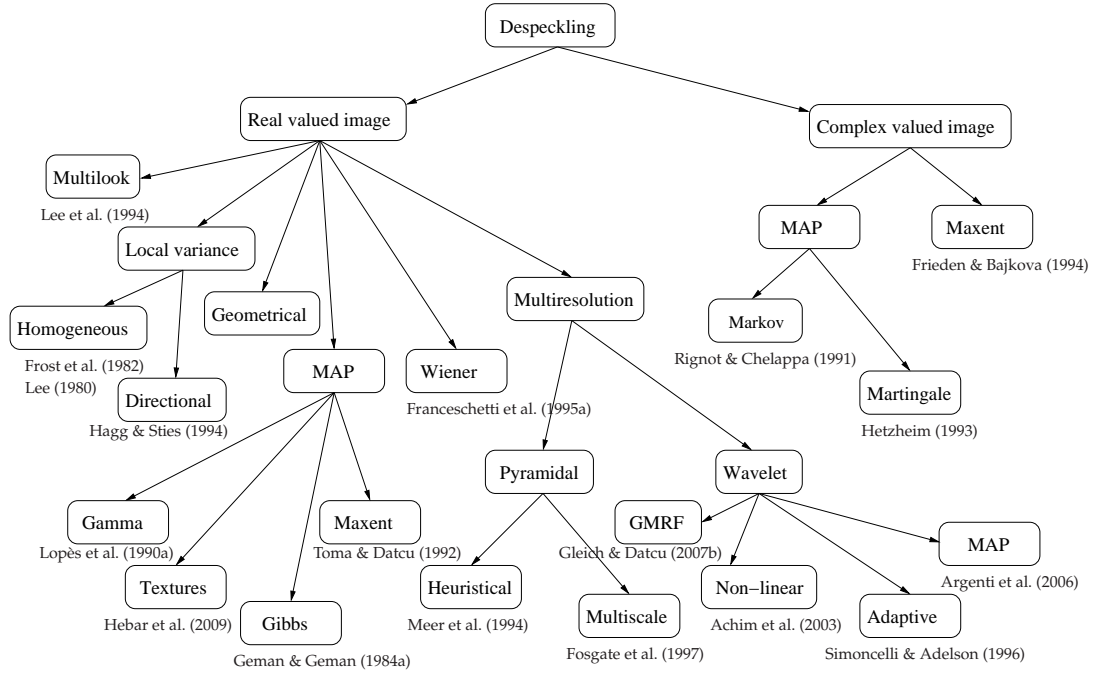 Despeckling
Real valued image
Complex valued image
Multilook
Lee et al. (1994)
MAP
Maxent
Frieden & Bajkova (1994)
Local variance
Homogeneous
Frost et al. (1982)
Lee (1980)
Geometrical
Multiresolution
Markov
Rignot & Chelappa (1991)
Directional
Hagg & Sties (1994)
MAP
Wiener
Franceschetti et al. (1995a)
Martingale
Hetzheim (1993)
Pyramidal
Wavelet
Gamma
Lopès et al. (1990a)
Maxent
Toma & Datcu (1992)
GMRF
Gleich & Datcu (2007b)
MAP
Argenti et al. (2006)
Textures
Hebar et al. (2009)
Gibbs
Geman & Geman (1984a)
Heuristical
Meer et al. (1994)
Multiscale
Fosgate et al. (1997)
Non−linear
Achim et al. (2003)
Adaptive
Simoncelli & Adelson (1996)